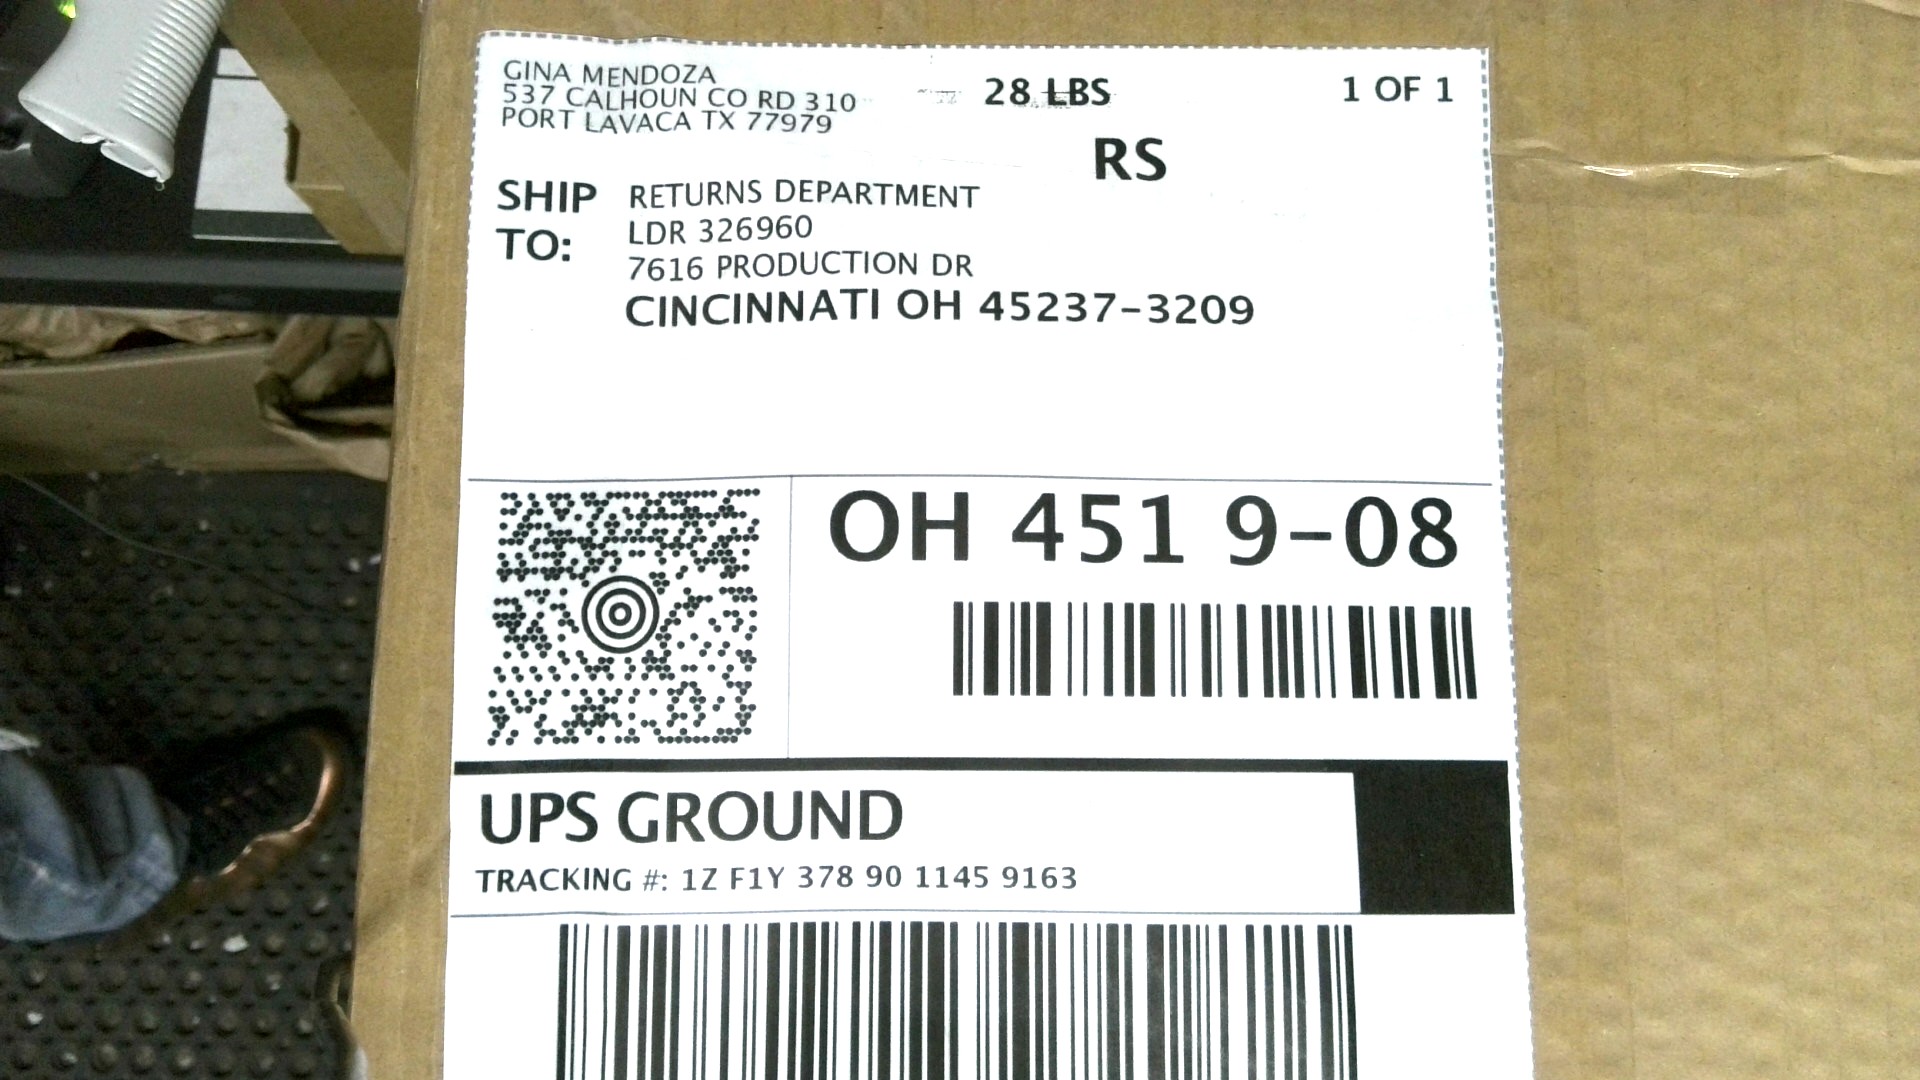 GINA MENDOZA
537 CALHOUN CO RD 310
PORT LAVACA TX 77979
28 LBS
1 OF 1
RS
SHIP TO:
RETURNS DEPARTMENT
LDR 326960
7616 PRODUCTION DR
CINCINNATI OH 45237-3209
OH 451 9-08
UPS GROUND
TRACKING #: 1Z F1Y 378 90 1145 9163